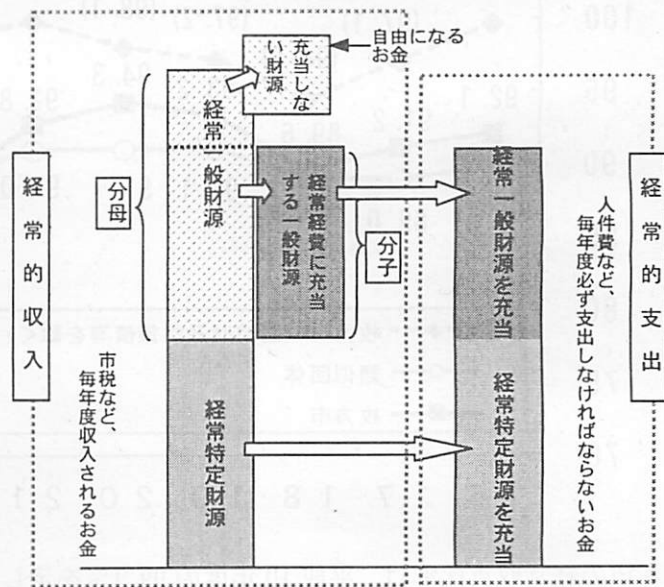 自由になる
お金
充当しな
い財源
経常一般財源
分母
経常経費に充当
する一般財源
分子
経常一般財源を充当
経常的収入
経常的支出
人件費など、
毎年度必ず支出しなければならないお金
市税など、
毎年度収入されるお金
経常特定財源
経常特定財源を充当